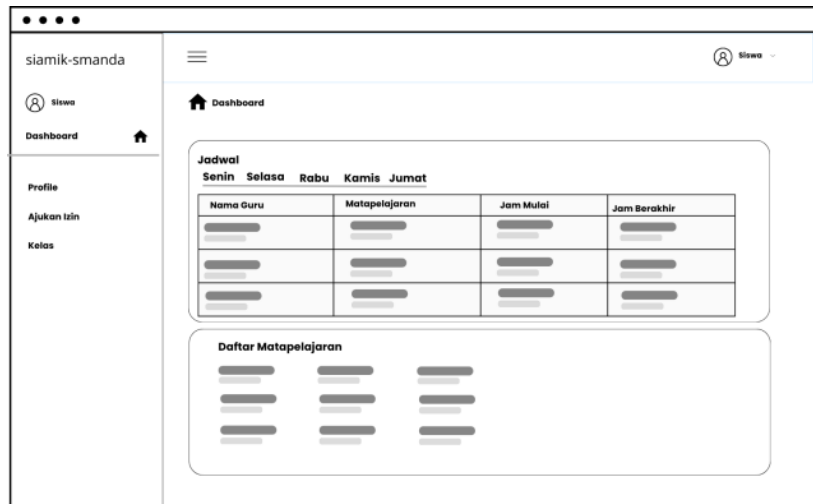 siamik-smanda
Siswa
Siswa
Dashboard
Dashboard
Profile
Ajukan Izin
Kelas
Jadwal
Senin Selasa Rabu Kamis Jumat
Nama Guru Matapelajaran Jam Mulai Jam Berakhir
Daftar Matapelajaran